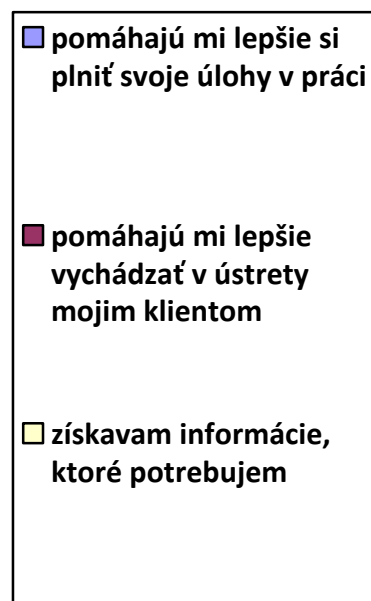 pomáhajú mi lepšie si
plniť svoje úlohy v práci
pomáhajú mi lepšie
vychádzať v ústrety
mojim klientom
získavam informácie,
ktoré potrebujem